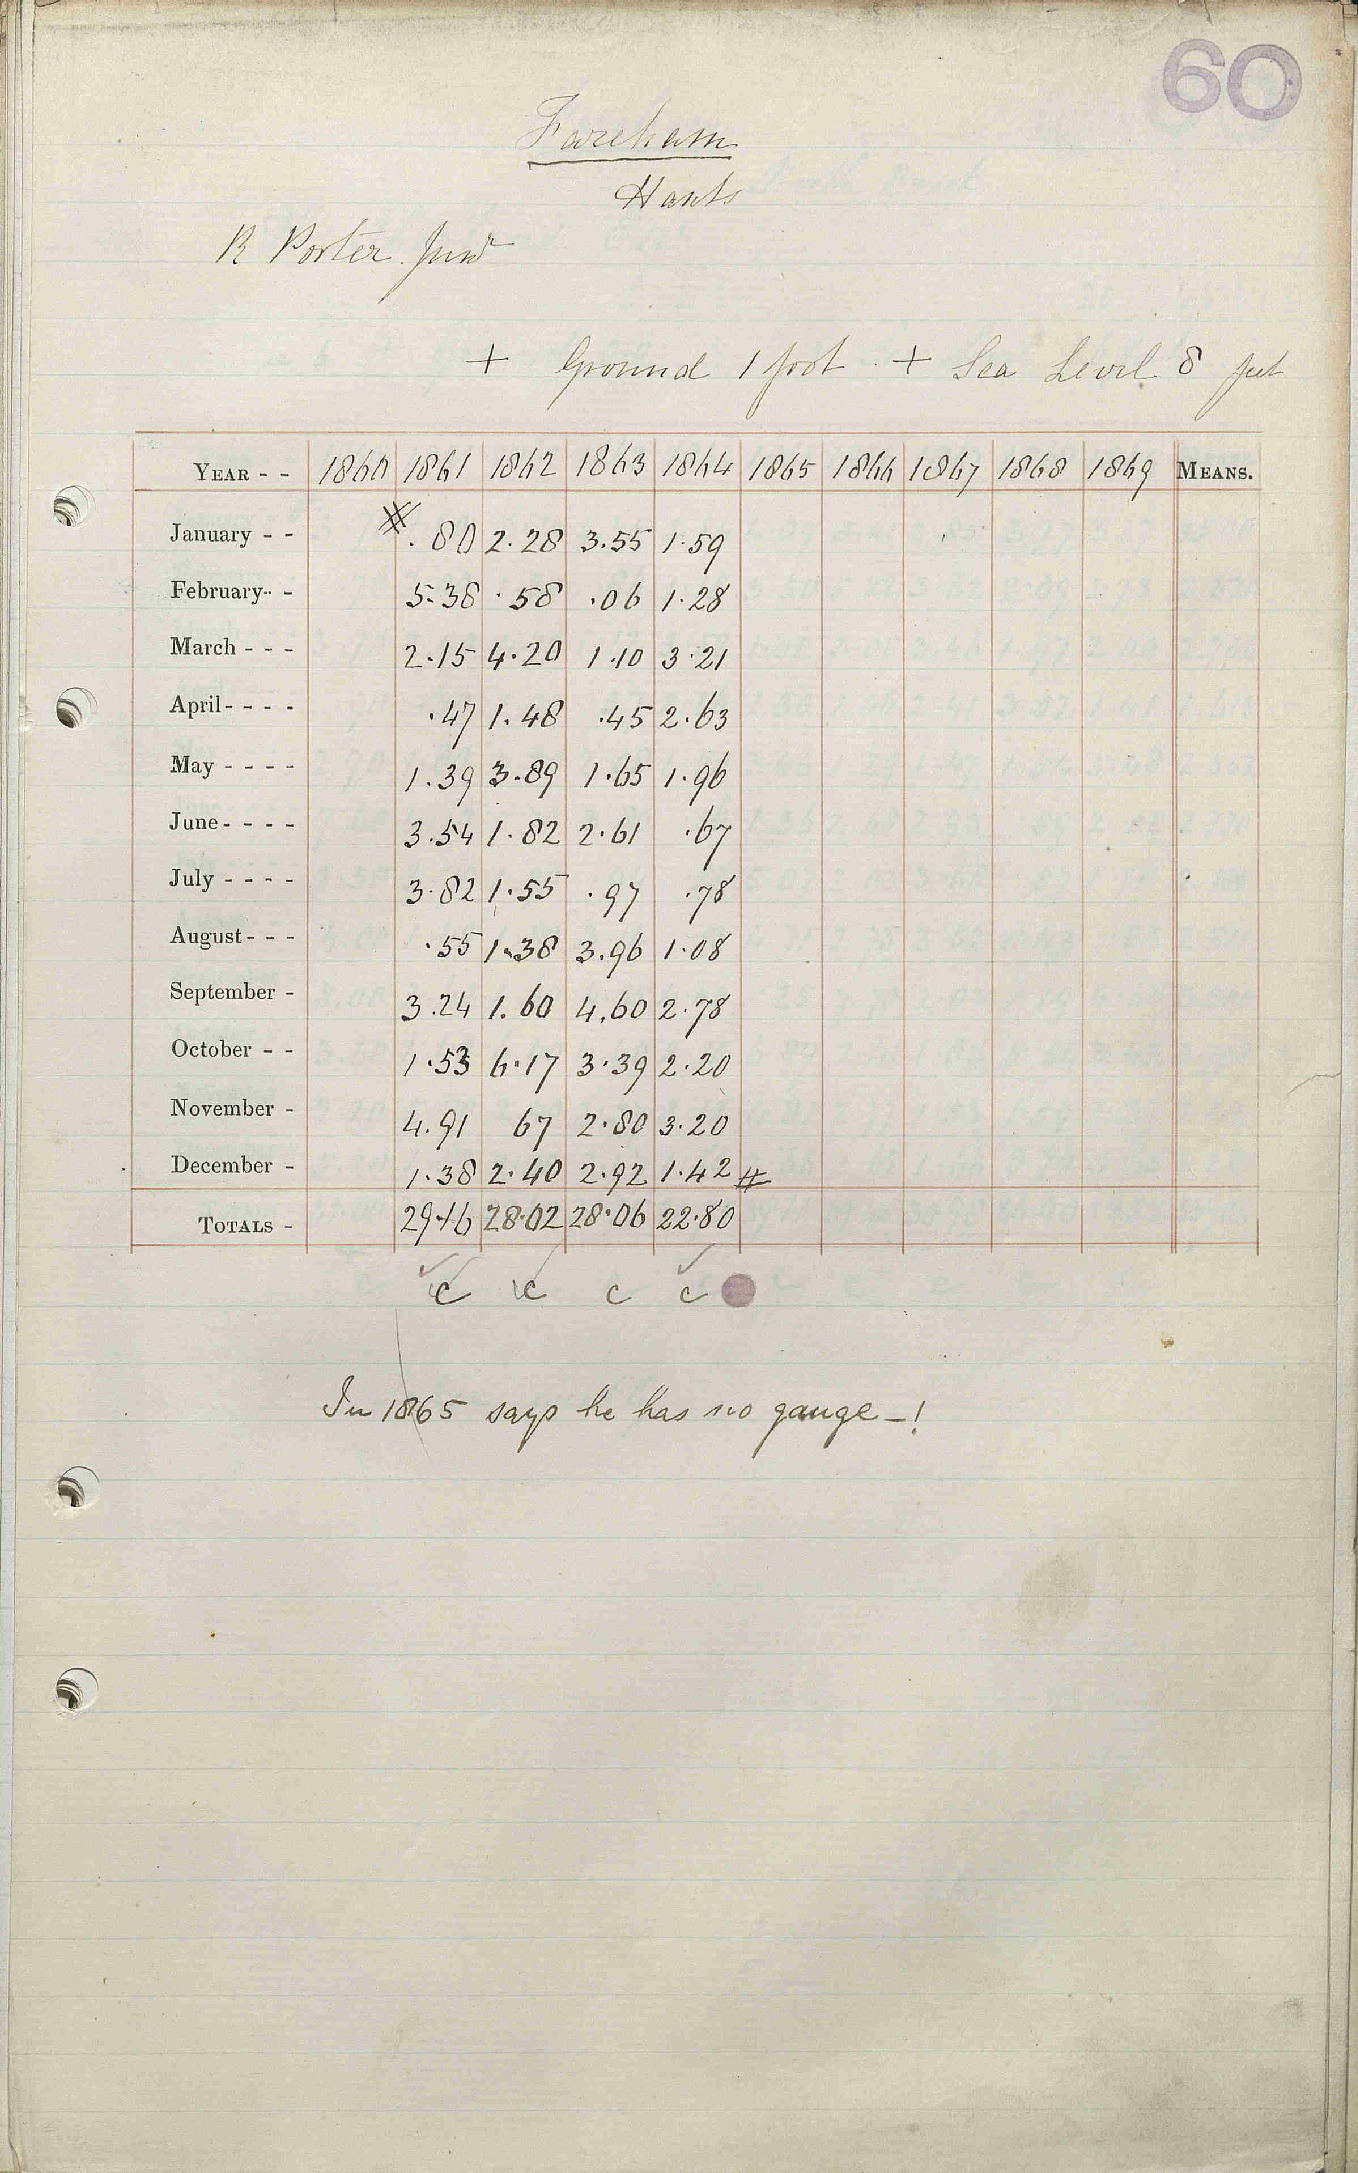 60
Fareham
Hants
R Porter Junr
+ Ground 1 foot + Sea Level 8 feet
YEAR - - 1860 1861 1862 1863 1864 1865 1866 1867 1868 1869 MEANS.
January - - # .80 2.28 3.55 1.59
February - - 5.38 .58 .06 1.28
March - - - 2.15 4.20 1.10 3.21
April - - - - .47 1.48 .45 2.63
May - - - - 1.39 3.89 1.65 1.96
June - - - - 3.54 1.82 2.61 .67
July - - - - 3.82 1.55 .97 .78
August - - - .55 1.38 3.96 1.08
September - 3.24 1.60 4.60 2.78
October - - 1.53 6.17 3.39 2.20
November - 4.91 67 2.80 3.20
December - 1.38 2.40 2.92 1.42 #
TOTALS - 29.16 28.02 28.06 22.80
c c c c
In 1865 says he has no gauge - !